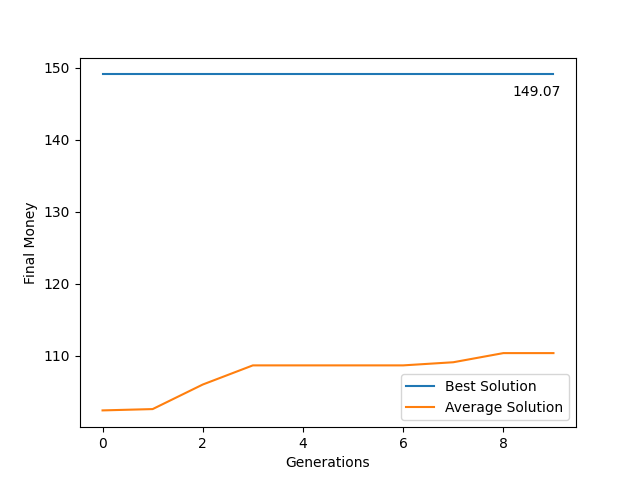 150
149.07
140
130
120
110
Final Money
Best Solution
Average Solution
0 2 4 6 8
Generations